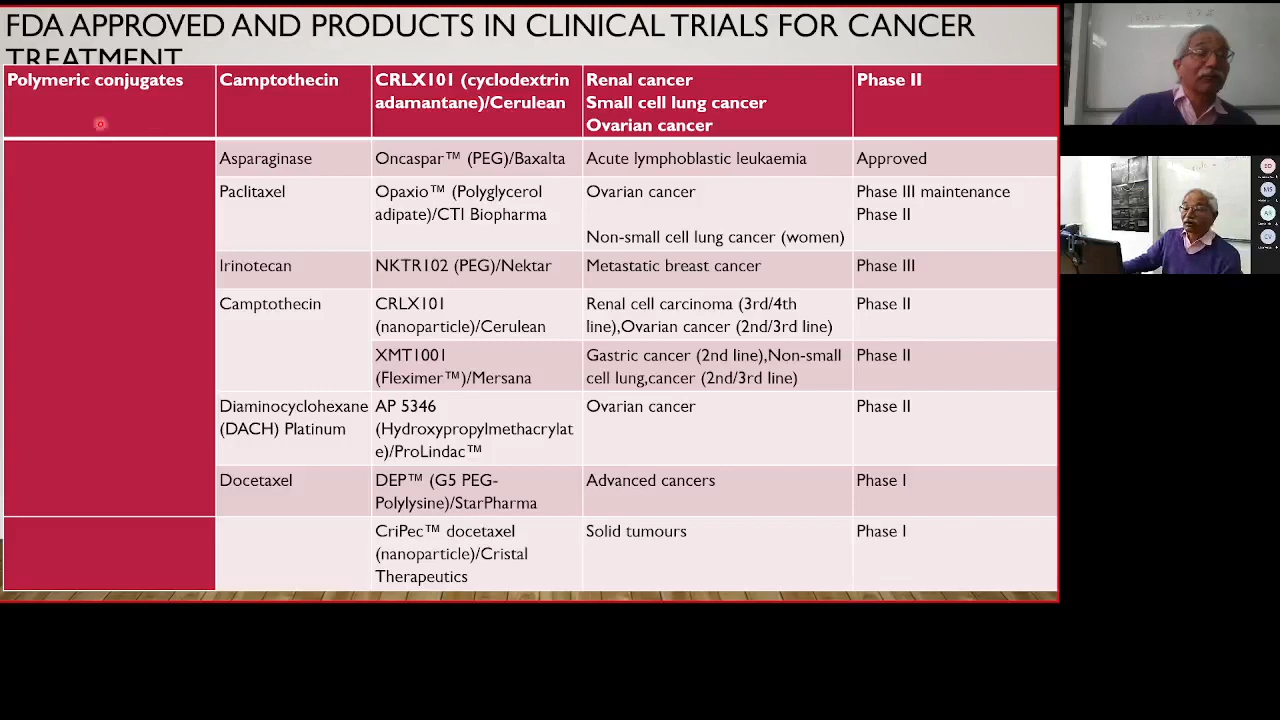 FDA APPROVED AND PRODUCTS IN CLINICAL TRIALS FOR CANCER
TREATMENT
Polymeric conjugates
Camptothecin
CRLX101 (cyclodextrin
adamantane)/Cerulean
Renal cancer
Small cell lung cancer
Ovarian cancer
Phase II
Asparaginase
Oncaspar™ (PEG)/Baxalta
Acute lymphoblastic leukaemia
Approved
Paclitaxel
Opaxio™ (Polyglycerol
adipate)/CTI Biopharma
Ovarian cancer
Non-small cell lung cancer (women)
Phase III maintenance
Phase II
Irinotecan
NKTR102 (PEG)/Nektar
Metastatic breast cancer
Phase III
Camptothecin
CRLX101
(nanoparticle)/Cerulean
Renal cell carcinoma (3rd/4th
line),Ovarian cancer (2nd/3rd line)
Phase II
XMT1001
(Fleximer™)/Mersana
Gastric cancer (2nd line),Non-small
cell lung,cancer (2nd/3rd line)
Phase II
Diaminocyclohexane
(DACH) Platinum
AP 5346
(Hydroxypropylmethacrylat
e)/ProLindac™
Ovarian cancer
Phase II
Docetaxel
DEP™ (G5 PEG-
Polylysine)/StarPharma
Advanced cancers
Phase I
CriPec™ docetaxel
(nanoparticle)/Cristal
Therapeutics
Solid tumours
Phase I
MS
AR
CV